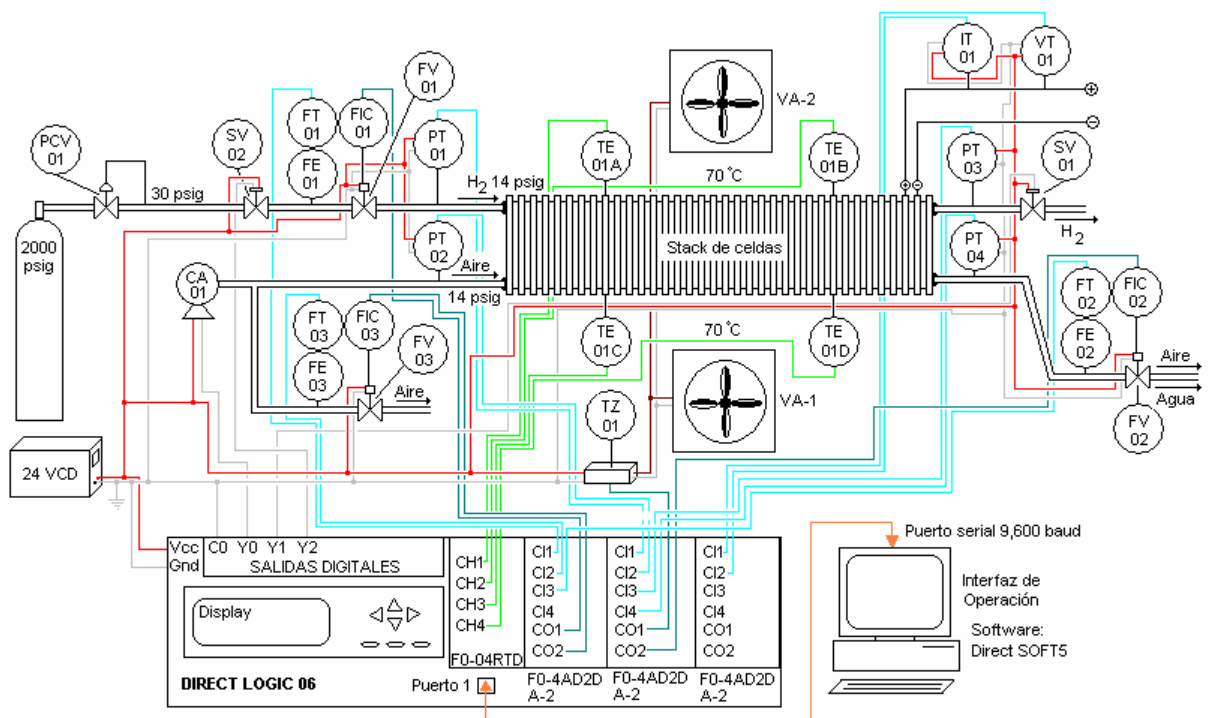 PCV
01
SV
02
FT
01
FIC
01
FE
01
FV
01
PT
01
VA-2
IT
01
VT
01
TE
01A
TE
01B
PT
03
SV
01
30 psig
H2 14 psig
70 °C
2000
psig
PT
02
Stack de celdas
PT
04
H2
CA
01
Aire
14 psig
FT
02
FIC
02
FE
02
FT
03
FIC
03
FE
03
FV
03
Aire
TE
01C
70 °C
TE
01D
VA-1
Aire
Agua
FV
02
TZ
01
24 VCD
Vcc
Gnd
C0 Y0 Y1 Y2
SALIDAS DIGITALES
Display
DIRECT LOGIC 06
Puerto 1
CH1
CH2
CH3
CH4
F0-04RTD
CI1
CI2
CI3
CI4
CO1
CO2
F0-4AD2D
A-2
CI1
CI2
CI3
CI4
CO1
CO2
F0-4AD2D
A-2
CI1
CI2
CI3
CI4
CO1
CO2
F0-4AD2D
A-2
Puerto serial 9,600 baud
Interfaz de
Operación
Software:
Direct SOFT5